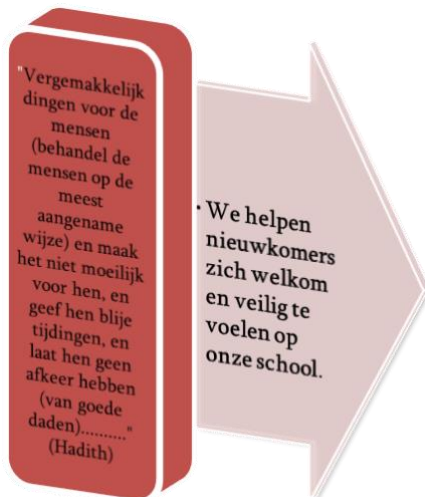 "Vergemakkelijk
dingen voor de
mensen
(behandel de
mensen op de
meest
aangename
wijze) en maak
het niet moeilijk
voor hen, en
geef hen blije
tijdingen, en
laat hen geen
afkeer hebben
(van goede
daden).........."
(Hadith)
• We helpen
nieuwkomers
zich welkom
en veilig te
voelen op
onze school.